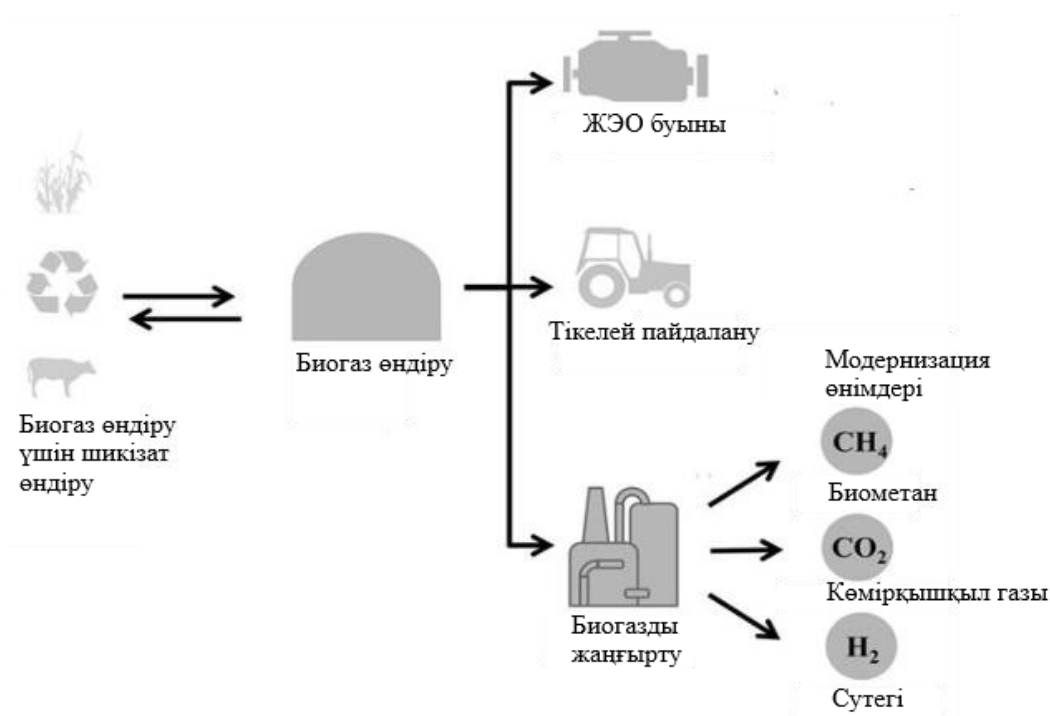 ЖЭО буыны
Тікелей пайдалану
Биогаз өндіру
Биогаз өндіру
үшін шикізат
өндіру
Модернизация
өнімдері
CH₄
Биометан
CO₂
Көмірқышқыл газы
H₂
Сутегі
Биогазды
жаңғырту